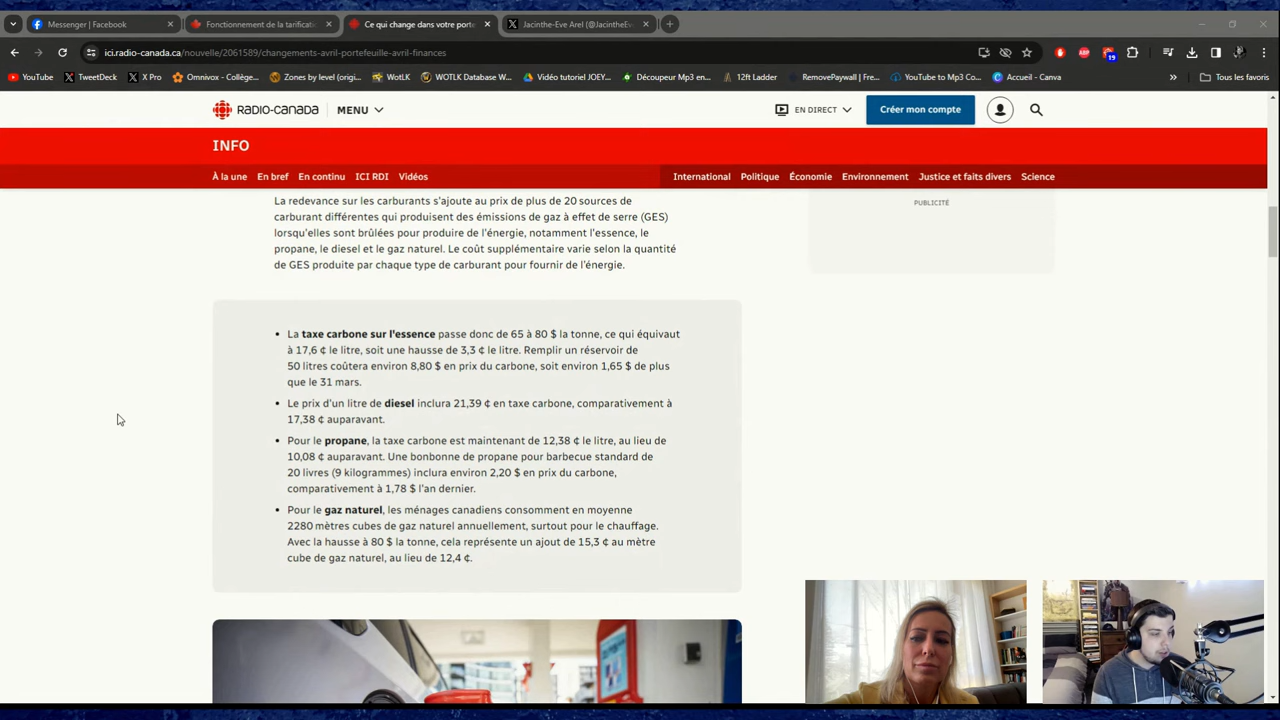 Messenger | Facebook
Fonctionnement de la tarificatio
Ce qui change dans votre porte
Jacinthe-Eve Arel (@JacintheEv
ici.radio-canada.ca/nouvelle/2061589/changements-avril-portefeuille-avril-finances
19
YouTube
TweetDeck
X Pro
Omnivox - Collège...
Zones by level (origi...
WotLK
WOTLK Database W...
Vidéo tutoriel JOEY...
Découpeur Mp3 en...
12ft Ladder
RemovePaywall | Fre...
YouTube to Mp3 Co...
Accueil - Canva
»
Tous les favoris
RADIO-CANADA
MENU
EN DIRECT
Créer mon compte
INFO
À la une
En bref
En continu
ICI RDI
Vidéos
International
Politique
Économie
Environnement
Justice et faits divers
Science
La redevance sur les carburants s'ajoute au prix de plus de 20 sources de
carburant différentes qui produisent des émissions de gaz à effet de serre (GES)
lorsqu'elles sont brûlées pour produire de l'énergie, notamment l'essence, le
propane, le diesel et le gaz naturel. Le coût supplémentaire varie selon la quantité
de GES produite par chaque type de carburant pour fournir de l'énergie.
PUBLICITÉ
• La taxe carbone sur l'essence passe donc de 65 à 80 $ la tonne, ce qui équivaut
à 17,6 ¢ le litre, soit une hausse de 3,3 ¢ le litre. Remplir un réservoir de
50 litres coûtera environ 8,80 $ en prix du carbone, soit environ 1,65 $ de plus
que le 31 mars.
• Le prix d'un litre de diesel inclura 21,39 ¢ en taxe carbone, comparativement à
17,38 ¢ auparavant.
• Pour le propane, la taxe carbone est maintenant de 12,38 ¢ le litre, au lieu de
10,08 ¢ auparavant. Une bonbonne de propane pour barbecue standard de
20 livres (9 kilogrammes) inclura environ 2,20 $ en prix du carbone,
comparativement à 1,78 $ l'an dernier.
• Pour le gaz naturel, les ménages canadiens consomment en moyenne
2280 mètres cubes de gaz naturel annuellement, surtout pour le chauffage.
Avec la hausse à 80 $ la tonne, cela représente un ajout de 15,3 ¢ au mètre
cube de gaz naturel, au lieu de 12,4 ¢.